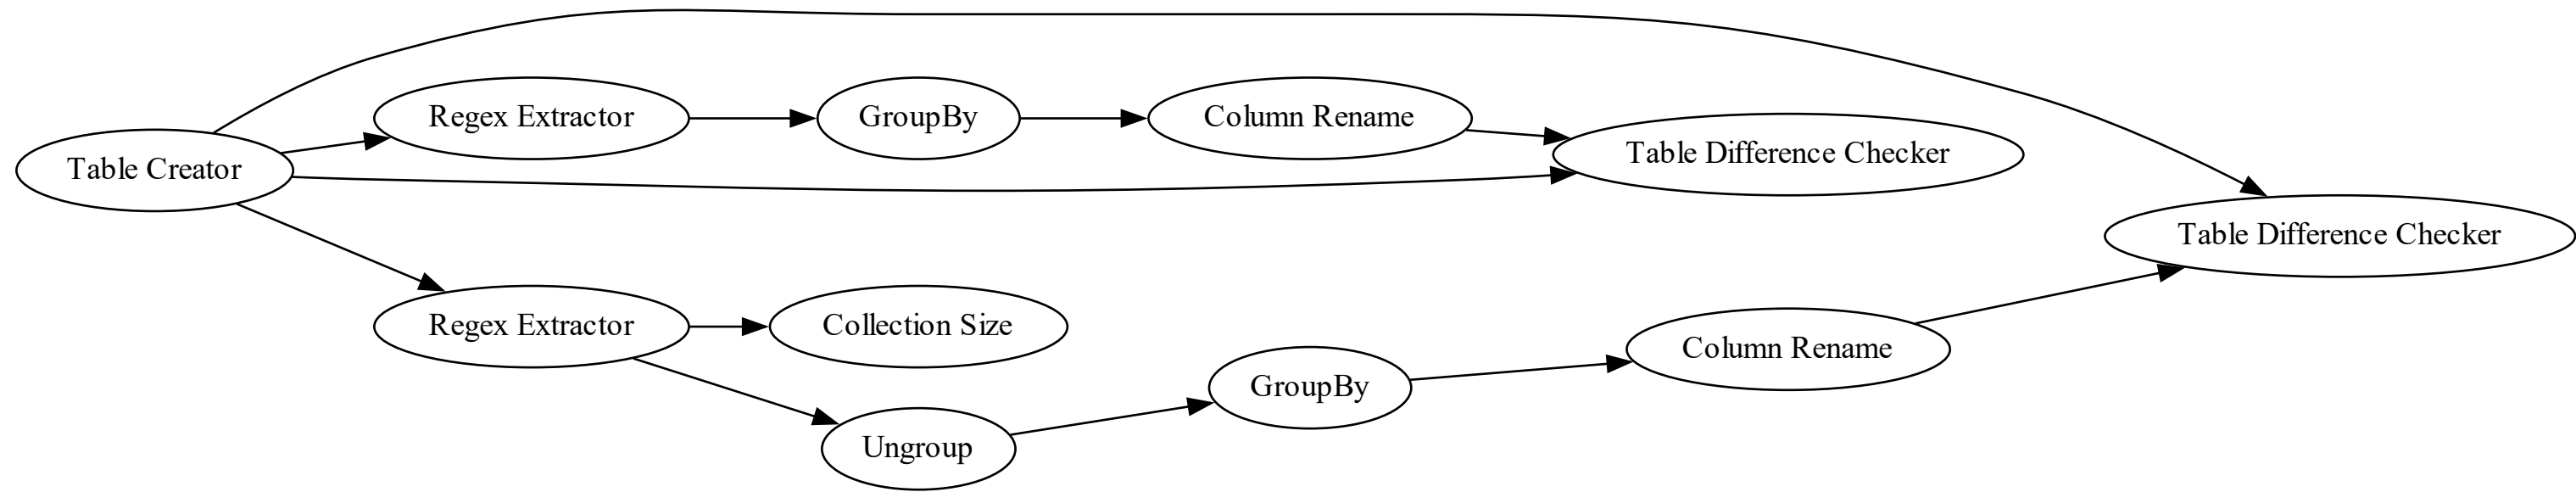 Table Creator
Regex Extractor
GroupBy
Column Rename
Table Difference Checker
Table Difference Checker
Regex Extractor
Collection Size
Ungroup
GroupBy
Column Rename